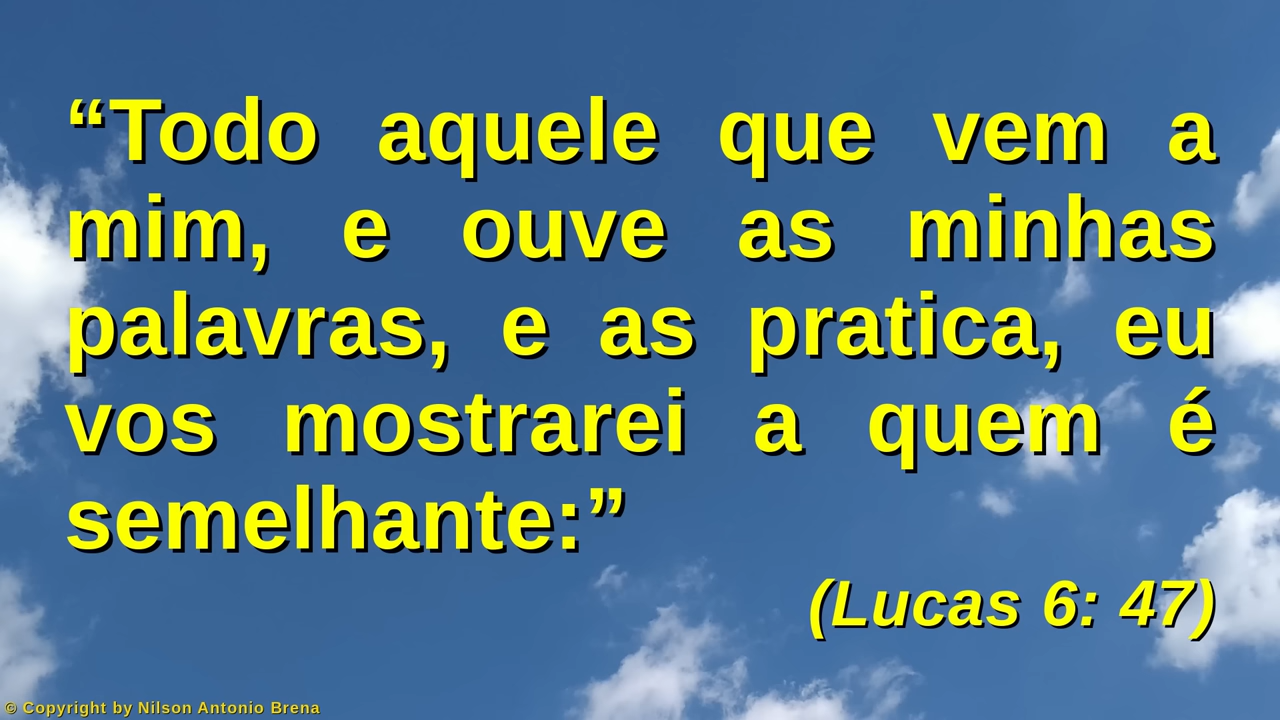 “Todo aquele que vem a
mim, e ouve as minhas
palavras, e as pratica, eu
vos mostrarei a quem é
semelhante:”
(Lucas 6: 47)
© Copyright by Nilson Antonio Brena